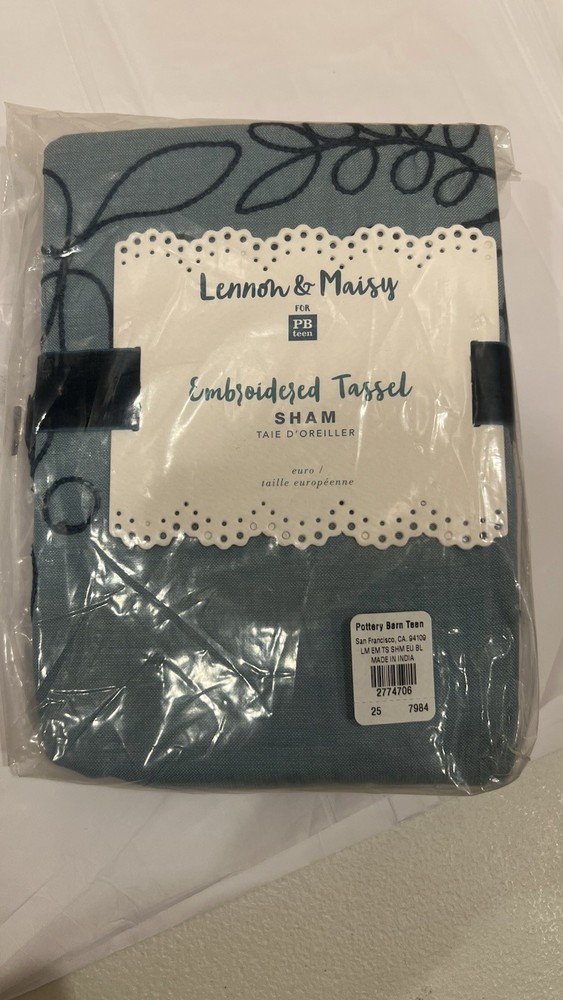 Lennon & Maisy
FOR
PB
teen
Embroidered Tassel
SHAM
TAIE D'OREILLER
euro /
taille européenne
Pottery Barn Teen
San Francisco, CA. 94109
LM EM TS SHM EU BL
MADE IN INDIA
2774706
25 7984